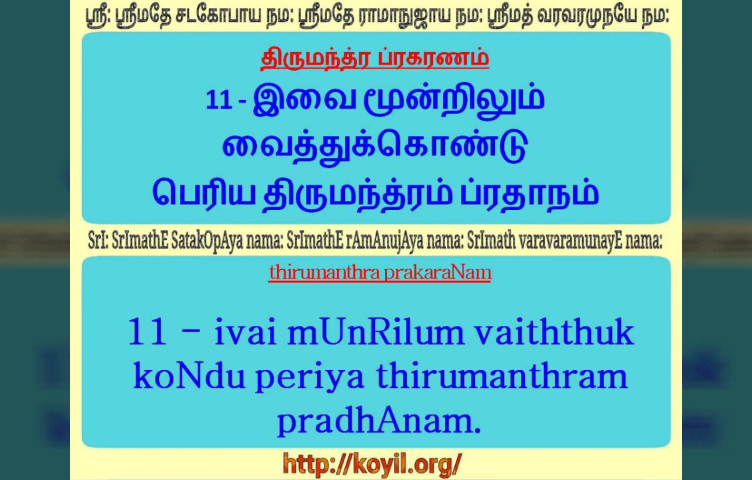 ஸ்ரீ: ஸ்ரீமதே சடகோபாய நம: ஸ்ரீமதே ராமாநுஜாய நம: ஸ்ரீமத் வரவரமுநயே நம:
திருமந்த்ர ப்ரகரணம்
11 - இவை மூன்றிலும்
வைத்துக்கொண்டு
பெரிய திருமந்த்ரம் ப்ரதாநம்
SrI: SrImathE SatakOpAya nama: SrImathE rAmAnujAya nama: SrImath varavaramunayE nama:
thirumanthra prakaraNam
11 – ivai mUnRilum vaiththuk
koNdu periya thirumanthram
pradhAnam.
http://koyil.org/